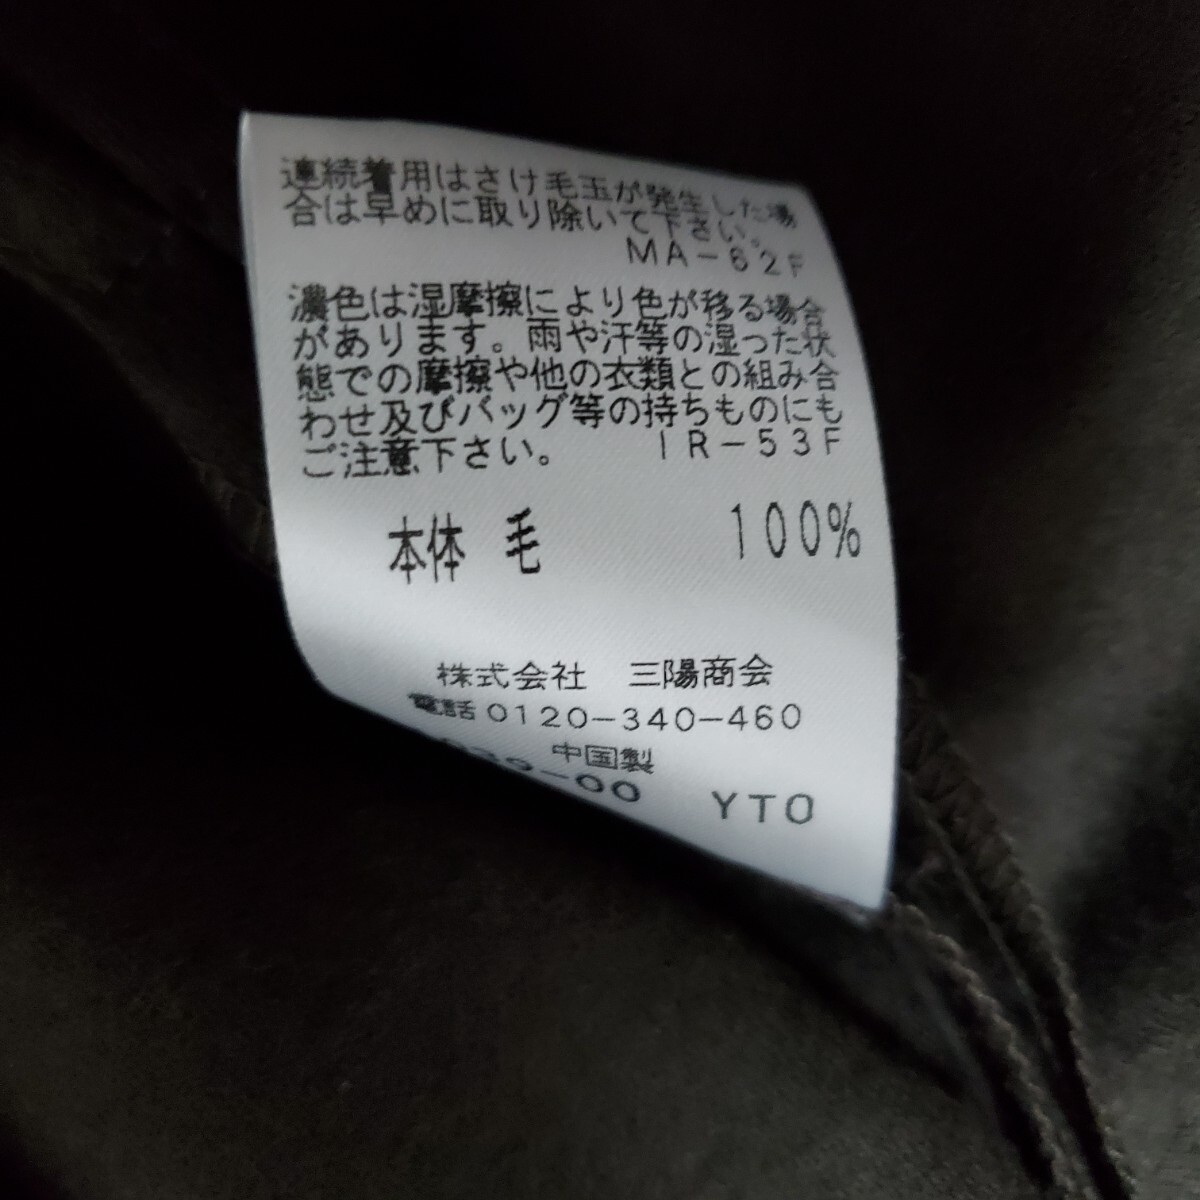 連続着用はさけ毛玉が発生した場
合は早めに取り除いて下さい。
MA-62F
濃色は湿摩擦により色が移る場合
があります。雨や汗等の湿った状
態での摩擦や他の衣類との組み合
わせ及びバッグ等の持ちものにも
ご注意下さい。 IR-53F
本体 毛 100%
株式会社 三陽商会
電話0120-340-460
中国製
-00 YTO